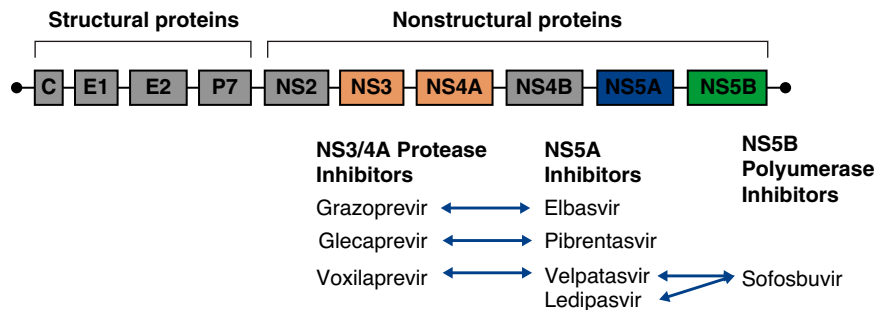 Structural proteins
Nonstructural proteins
C E1 E2 P7 NS2 NS3 NS4A NS4B NS5A NS5B
NS3/4A Protease
Inhibitors
Grazoprevir
Glecaprevir
Voxilaprevir
NS5A
Inhibitors
Elbasvir
Pibrentasvir
Velpatasvir
Ledipasvir
NS5B
Polyumerase
Inhibitors
Sofosbuvir